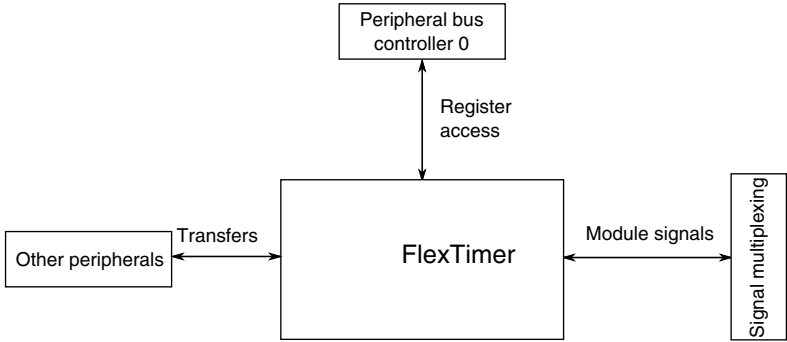 Peripheral bus
controller 0
Register
access
Transfers
Other peripherals
FlexTimer
Module signals
Signal multiplexing